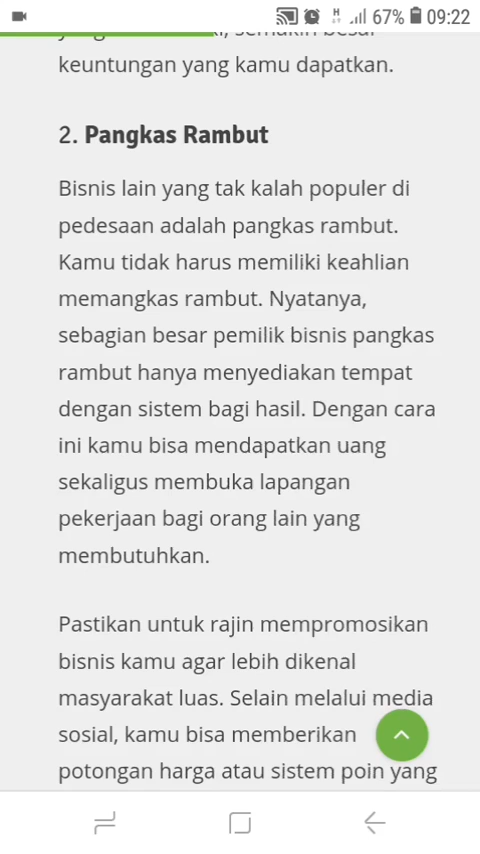 67% 09:22
semakin besar
keuntungan yang kamu dapatkan.
2. Pangkas Rambut
Bisnis lain yang tak kalah populer di
pedesaan adalah pangkas rambut.
Kamu tidak harus memiliki keahlian
memangkas rambut. Nyatanya,
sebagian besar pemilik bisnis pangkas
rambut hanya menyediakan tempat
dengan sistem bagi hasil. Dengan cara
ini kamu bisa mendapatkan uang
sekaligus membuka lapangan
pekerjaan bagi orang lain yang
membutuhkan.
Pastikan untuk rajin mempromosikan
bisnis kamu agar lebih dikenal
masyarakat luas. Selain melalui media
sosial, kamu bisa memberikan
potongan harga atau sistem poin yang